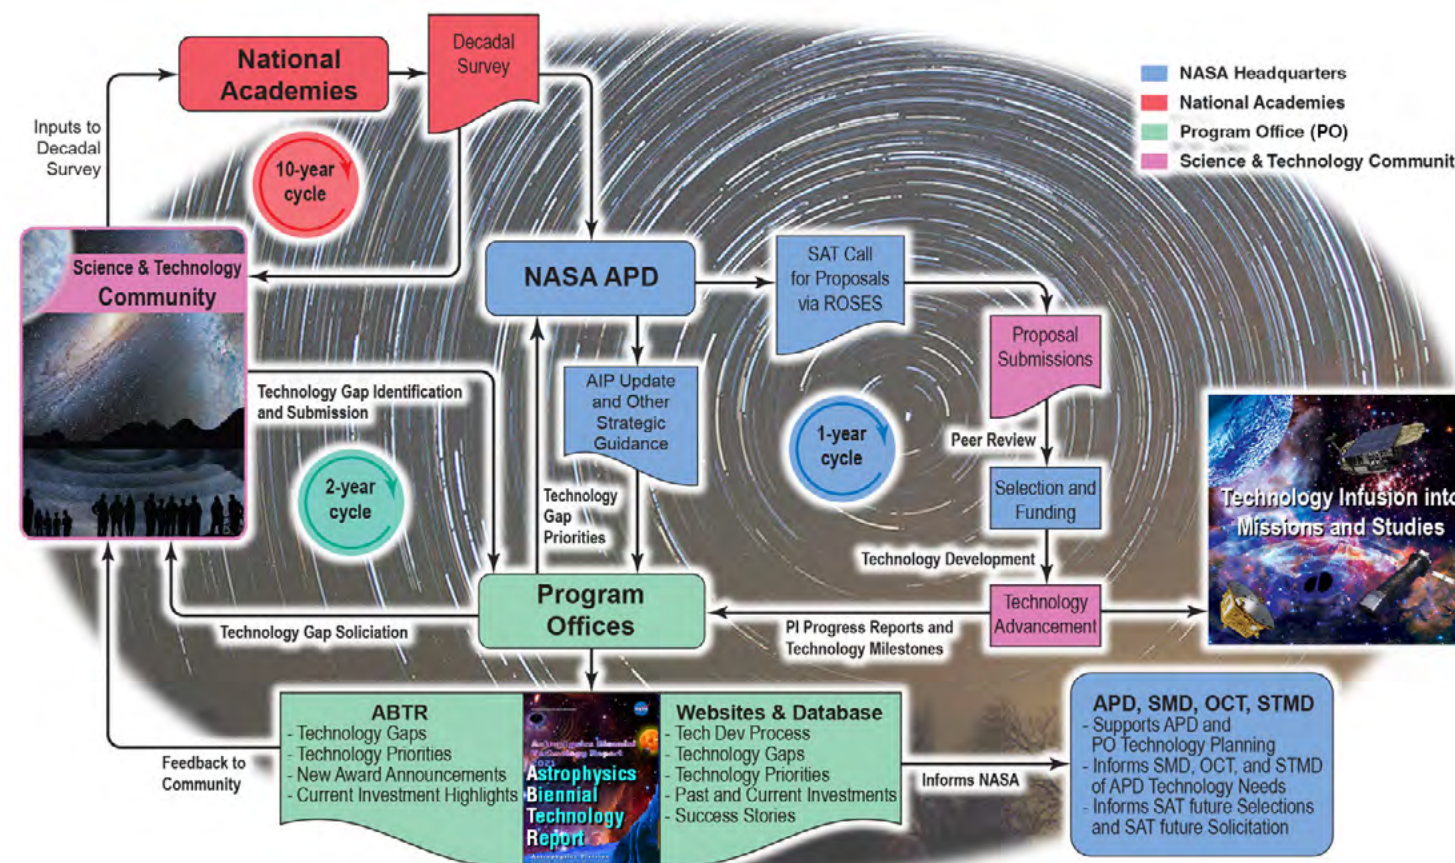 National
Academies
Decadal
Survey
NASA Headquarters
National Academies
Program Office (PO)
Science & Technology Communit
Inputs to
Decadal
Survey
10-year
cycle
Science & Technology
Community
NASA APD
SAT Call
for Proposals
via ROSES
Proposal
Submissions
Technology Gap Identification
and Submission
AIP Update
and Other
Strategic
Guidance
1-year
cycle
Peer Review
2-year
cycle
Technology
Gap
Priorities
Selection and
Funding
Technology Infusion into
Missions and Studies
Technology Development
Program
Offices
Technology
Advancement
Technology Gap Soliciation
PI Progress Reports and
Technology Milestones
ABTR
- Technology Gaps
- Technology Priorities
- New Award Announcements
- Current Investment Highlights
Astrophysics Biennial
Technology Report
2021
Astrophysics
Biennial
Technology
Report
Astrophysics Division
Websites & Database
- Tech Dev Process
- Technology Gaps
- Technology Priorities
- Past and Current Investments
- Success Stories
Feedback to
Community
Informs NASA
APD, SMD, OCT, STMD
- Supports APD and
PO Technology Planning
- Informs SMD, OCT, and STMD
of APD Technology Needs
- Informs SAT future Selections
and SAT future Solicitation